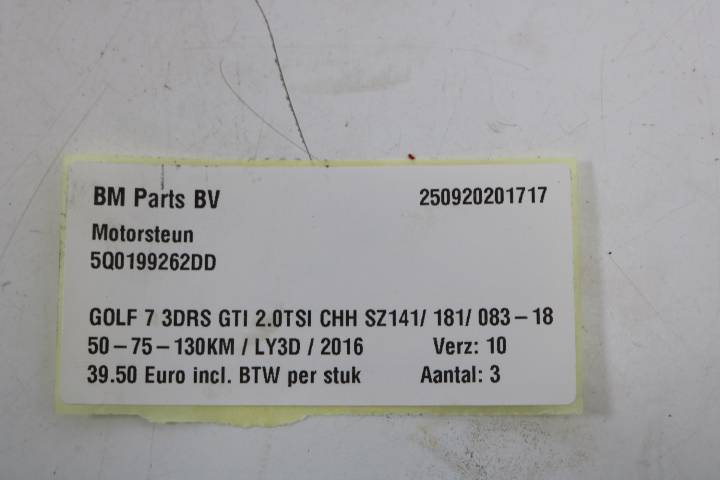 BM Parts BV 250920201717
Motorsteun
5Q0199262DD
GOLF 7 3DRS GTI 2.0TSI CHH SZ141/ 181/ 083-18
50-75-130KM / LY3D / 2016 Verz: 10
39.50 Euro incl. BTW per stuk Aantal: 3